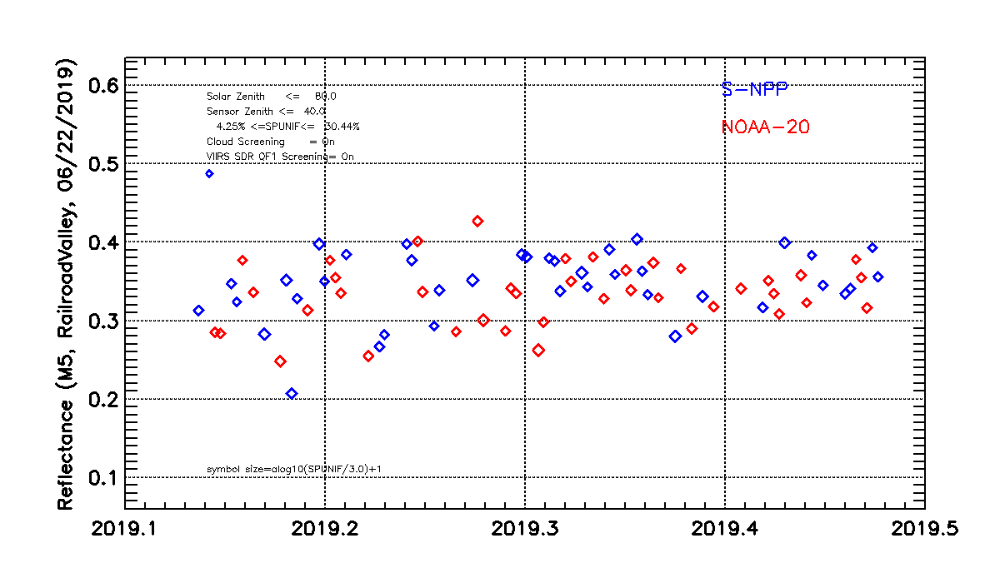 Reflectance (M5, RailroadValley, 06/22/2019)
0.6
0.5
0.4
0.3
0.2
0.1
Solar Zenith <= 80.0
Sensor Zenith <= 40.0
4.25% <=SPUNIF<= 30.44%
Cloud Screening = On
VIIRS SDR QF1 Screening= On
S-NPP
NOAA-20
symbol size=alog10(SPUNIF/3.0)+1
2019.1 2019.2 2019.3 2019.4 2019.5